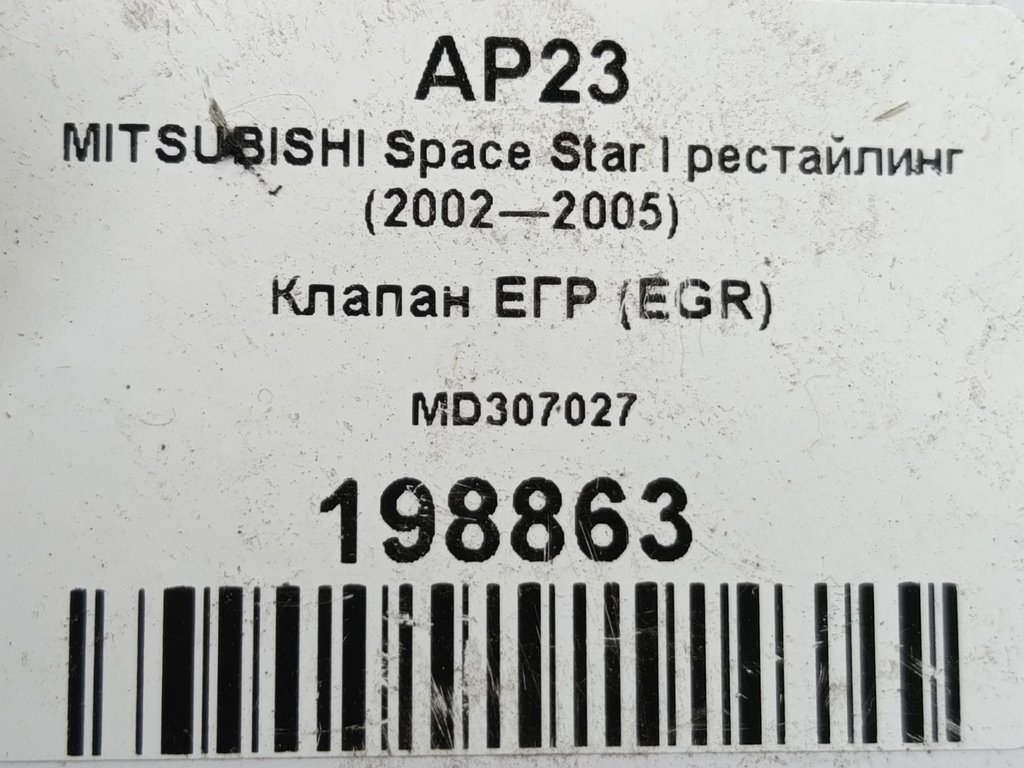 AP23
MITSUBISHI Space Star I рестайлинг
(2002—2005)
Клапан ЕГР (EGR)
MD307027
198863